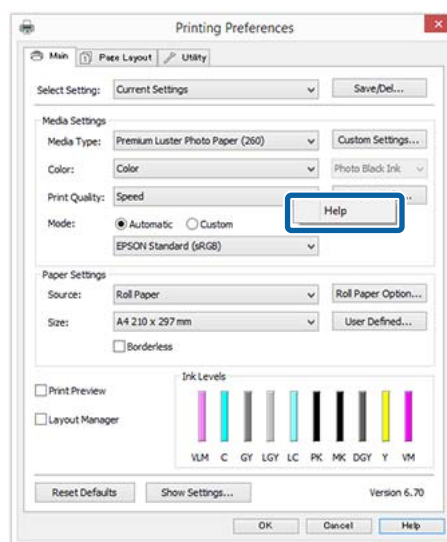 Printing Preferences
Main Page Layout Utility
Select Setting: Current Settings Save/Del...
Media Settings
Media Type: Premium Luster Photo Paper (260) Custom Settings...
Color: Color Photo Black Ink
Print Quality: Speed ...
Help
Mode: Automatic Custom
EPSON Standard (sRGB)
Paper Settings
Source: Roll Paper Roll Paper Option...
Size: A4 210 x 297 mm User Defined...
Borderless
Ink Levels
Print Preview
Layout Manager
VLM C GY LGY LC PK MK DGY Y VM
Reset Defaults Show Settings... Version 6.70
OK Cancel Help